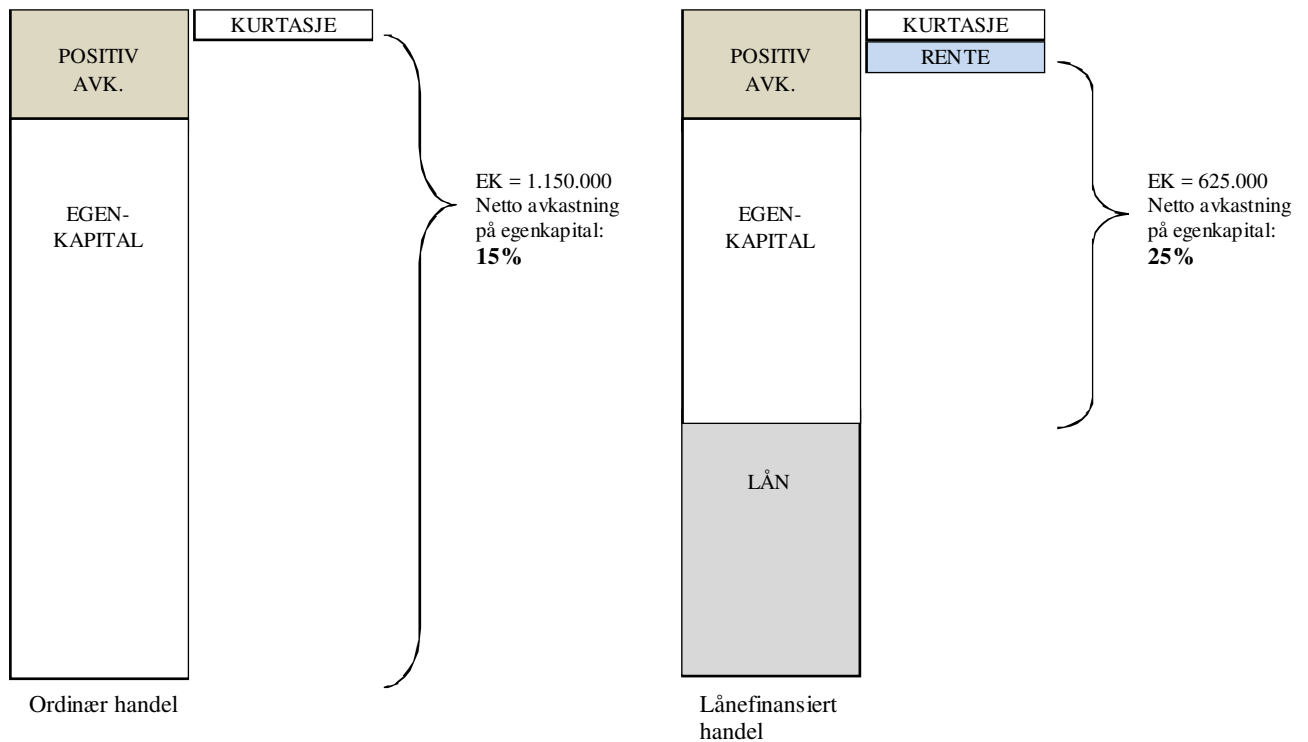 KURTASJE
POSITIV
AVK.
EGEN-
KAPITAL
EK = 1.150.000
Netto avkastning
på egenkapital:
15%
Ordinær handel
KURTASJE
RENTE
POSITIV
AVK.
EGEN-
KAPITAL
LÅN
EK = 625.000
Netto avkastning
på egenkapital:
25%
Lånefinansiert
handel